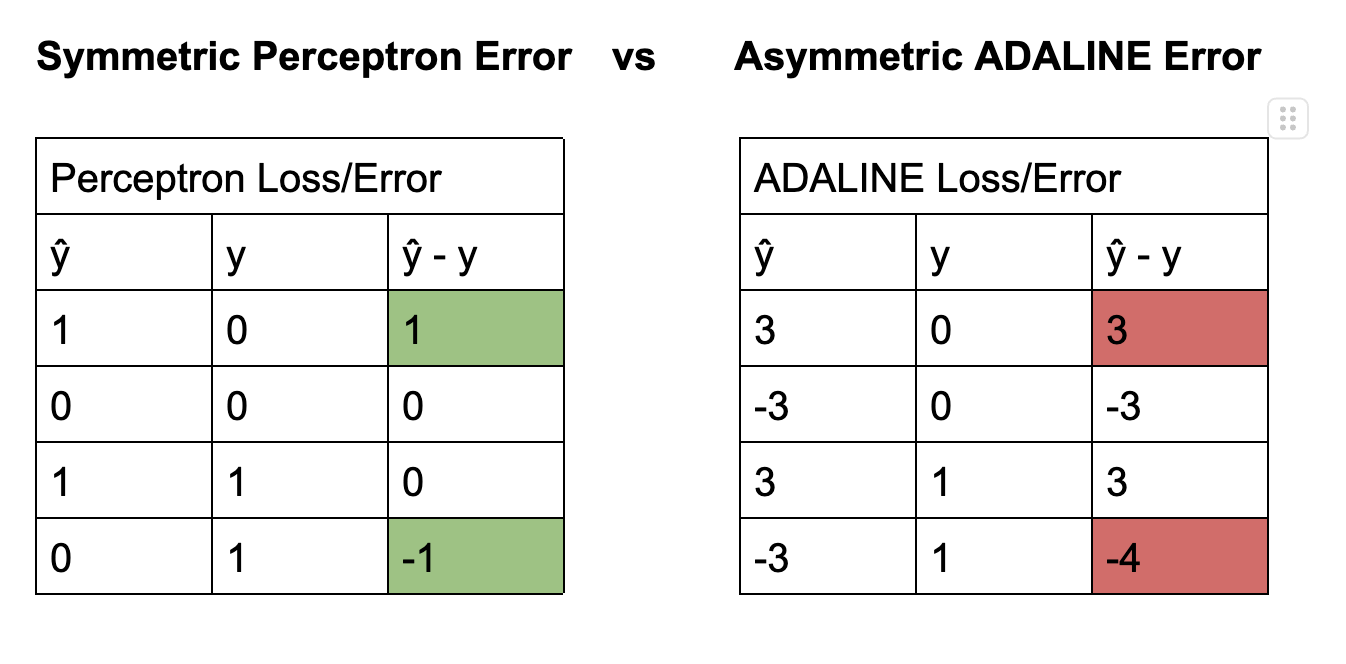 Symmetric Perceptron Error vs Asymmetric ADALINE Error
Perceptron Loss/Error
ŷ y ŷ - y
1 0 1
0 0 0
1 1 0
0 1 -1
ADALINE Loss/Error
ŷ y ŷ - y
3 0 3
-3 0 -3
3 1 3
-3 1 -4